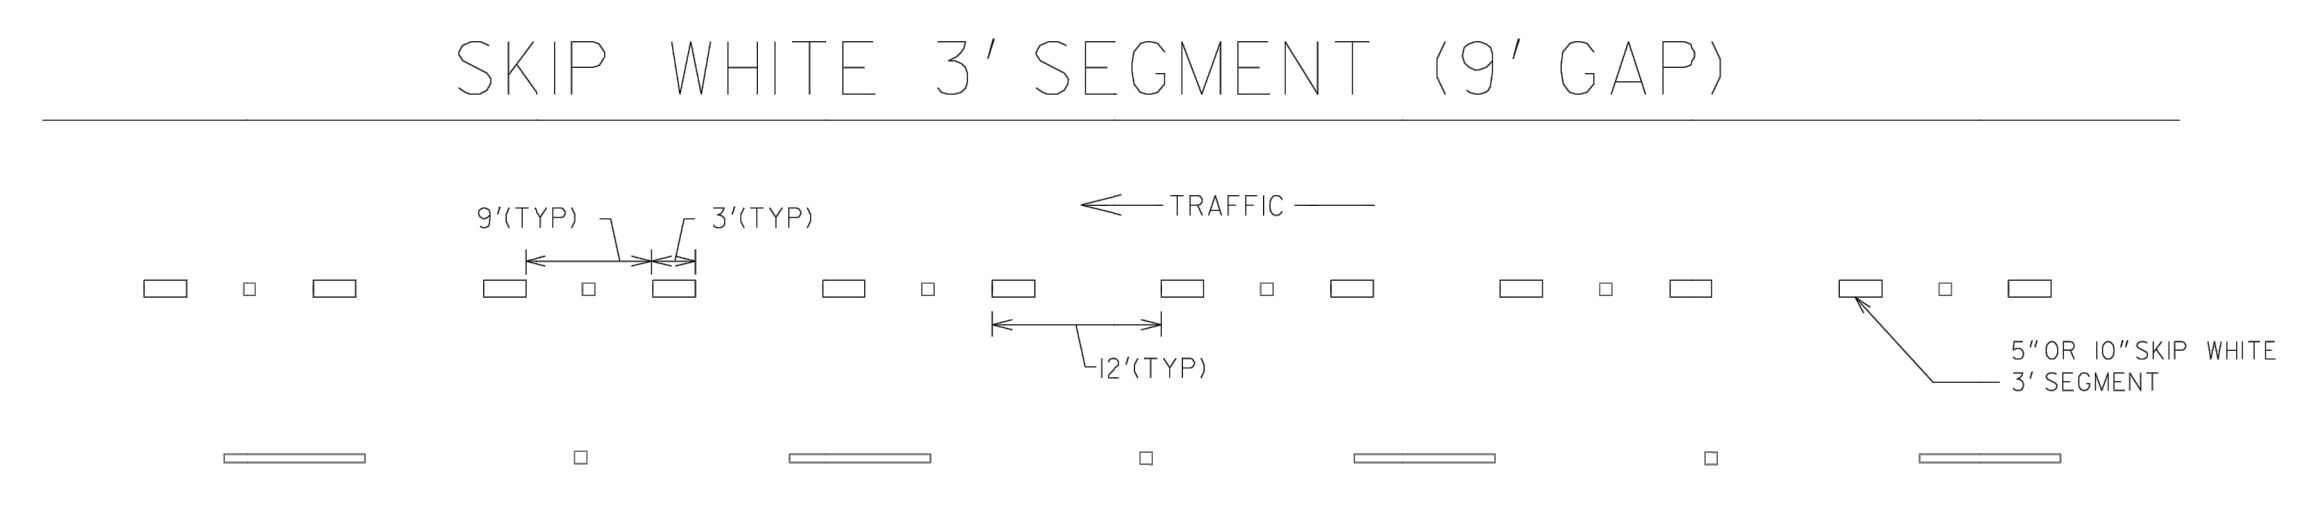 SKIP WHITE 3' SEGMENT (9' GAP)
TRAFFIC
9'(TYP)
3'(TYP)
12'(TYP)
5" OR 10" SKIP WHITE
3' SEGMENT